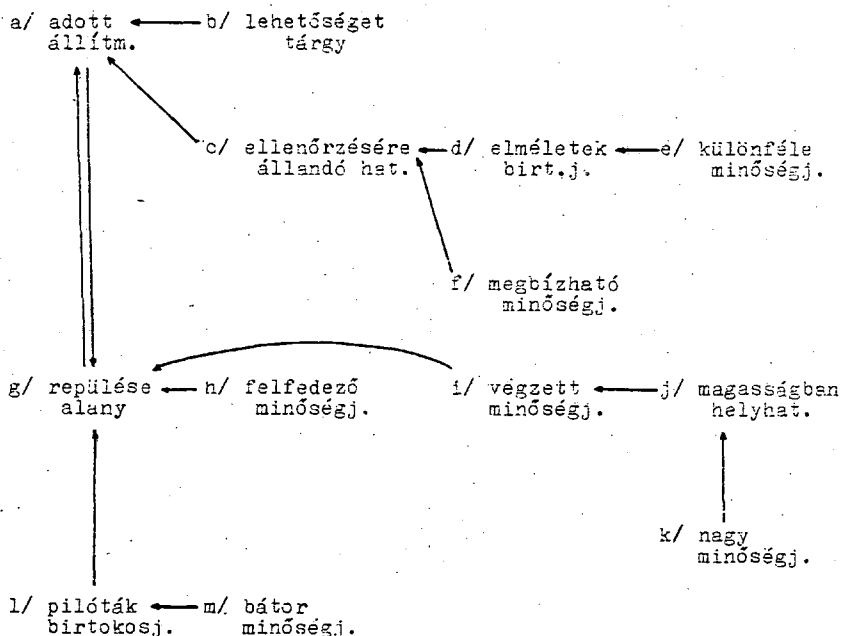 a/ adott b/ lehetőséget
állítm. tárgy
c/ ellenőrzésére d/ elméletek e/ különféle
állandó hat. birt.j. minőségj.
f/ megbízható
minőségj.
g/ repülése h/ felfedező i/ végzett j/ magasságban
alany minőségj. minőségj. helyhat.
k/ nagy
minőségj.
l/ pilóták m/ bátor
birtokosj. minőségj.